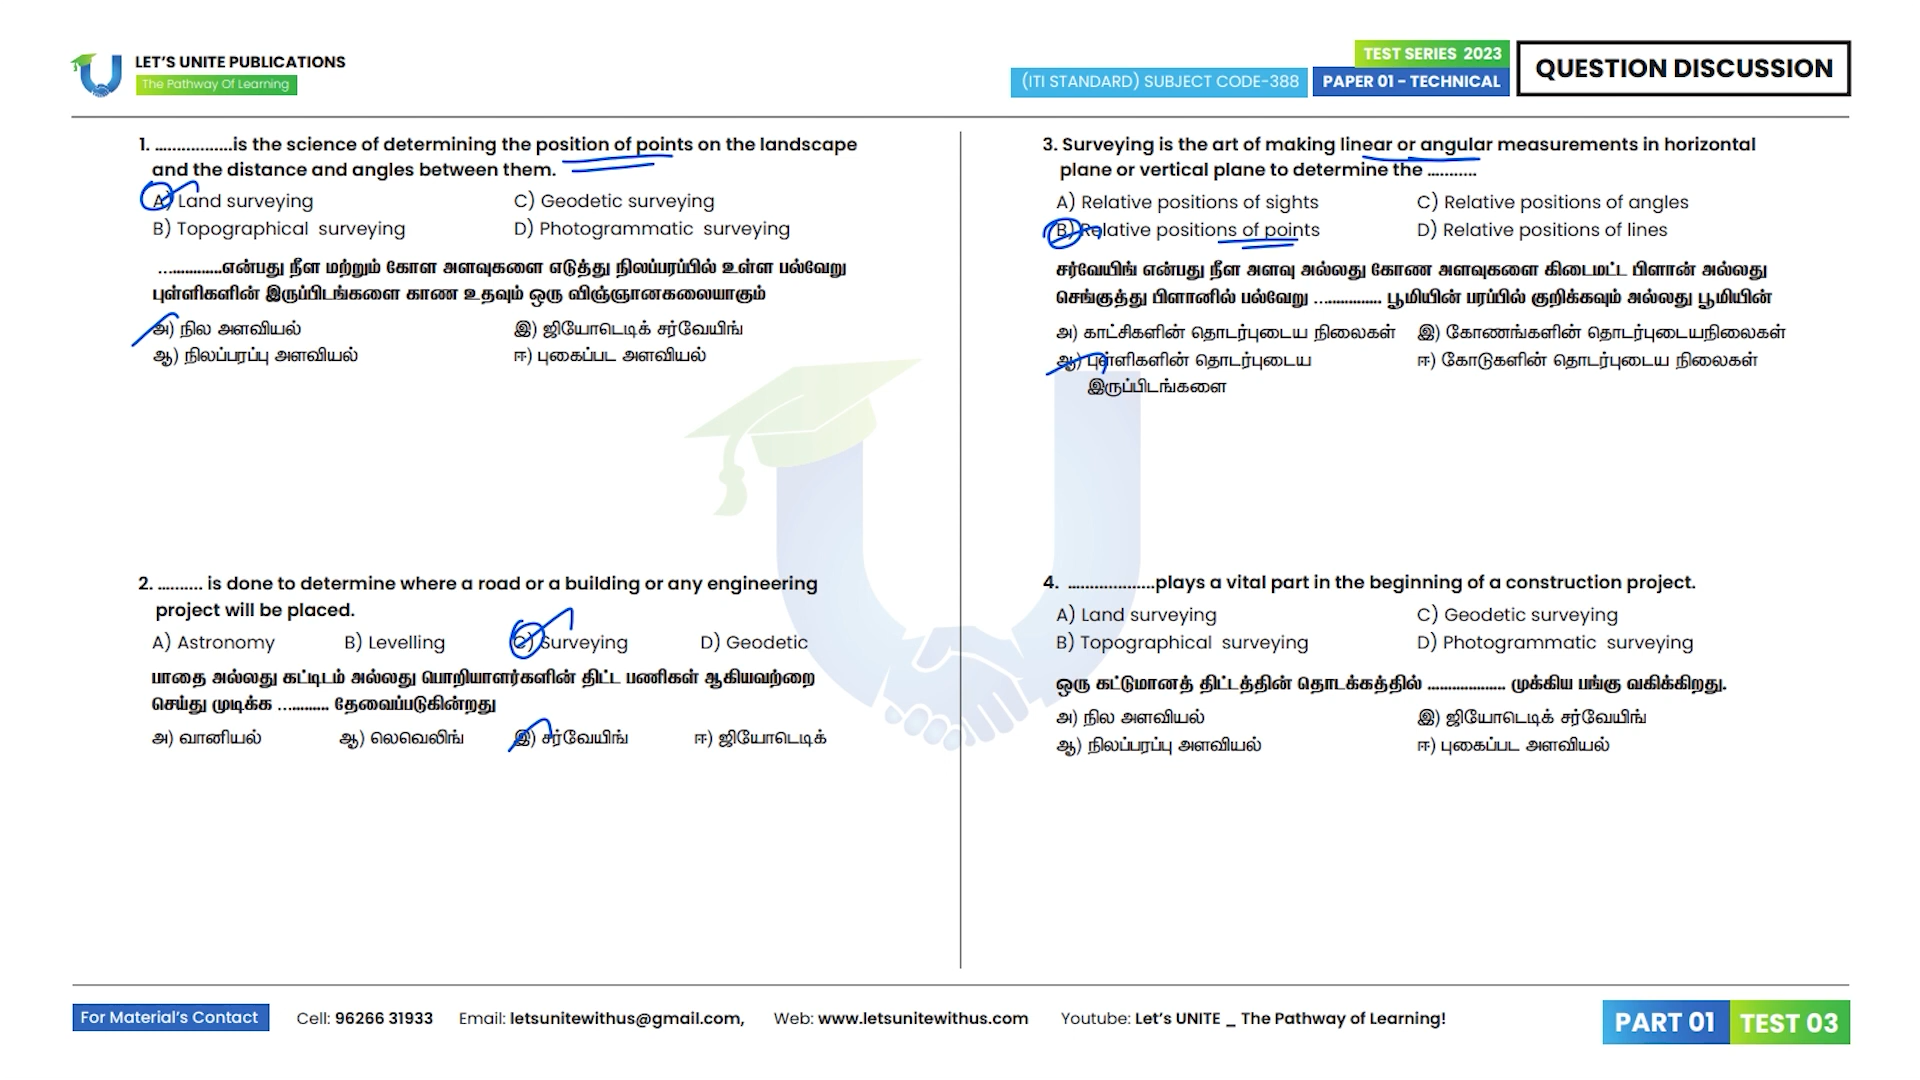 LET'S UNITE PUBLICATIONS
The Pathway Of Learning
TEST SERIES 2023
(ITI STANDARD) SUBJECT CODE-388
PAPER 01 - TECHNICAL
QUESTION DISCUSSION
1. ................is the science of determining the position of points on the landscape
and the distance and angles between them.
A) Land surveying C) Geodetic surveying
B) Topographical surveying D) Photogrammatic surveying
...............என்பது நீள மற்றும் கோள அளவுகளை எடுத்து நிலப்பரப்பில் உள்ள பல்வேறு
புள்ளிகளின் இருப்பிடங்களை காண உதவும் ஒரு விஞ்ஞானகலையாகும்
அ) நில அளவியல் இ) ஜியோடெடிக் சர்வேயிங்
ஆ) நிலப்பரப்பு அளவியல் ஈ) புகைப்பட அளவியல்
2. .......... is done to determine where a road or a building or any engineering
project will be placed.
A) Astronomy B) Levelling C) Surveying D) Geodetic
பாதை அல்லது கட்டிடம் அல்லது பொறியாளர்களின் திட்ட பணிகள் ஆகியவற்றை
செய்து முடிக்க ............ தேவைப்படுகின்றது
அ) வானியல் ஆ) லெவெலிங் இ) சர்வேயிங் ஈ) ஜியோடெடிக்
3. Surveying is the art of making linear or angular measurements in horizontal
plane or vertical plane to determine the ...........
A) Relative positions of sights C) Relative positions of angles
B) Relative positions of points D) Relative positions of lines
சர்வேயிங் என்பது நீள அளவு அல்லது கோண அளவுகளை கிடைமட்ட பிளான் அல்லது
செங்குத்து பிளானில் பல்வேறு ............... பூமியின் பரப்பில் குறிக்கவும் அல்லது பூமியின்
அ) காட்சிகளின் தொடர்புடைய நிலைகள் இ) கோணங்களின் தொடர்புடையநிலைகள்
ஆ) புள்ளிகளின் தொடர்புடைய ஈ) கோடுகளின் தொடர்புடைய நிலைகள்
இருப்பிடங்களை
4. ...................plays a vital part in the beginning of a construction project.
A) Land surveying C) Geodetic surveying
B) Topographical surveying D) Photogrammatic surveying
ஒரு கட்டுமானத் திட்டத்தின் தொடக்கத்தில் ................... முக்கிய பங்கு வகிக்கிறது.
அ) நில அளவியல் இ) ஜியோடெடிக் சர்வேயிங்
ஆ) நிலப்பரப்பு அளவியல் ஈ) புகைப்பட அளவியல்
For Material's Contact Cell: 96266 31933 Email: letsunitewithus@gmail.com, Web: www.letsunitewithus.com Youtube: Let's UNITE _ The Pathway of Learning!
PART 01 TEST 03